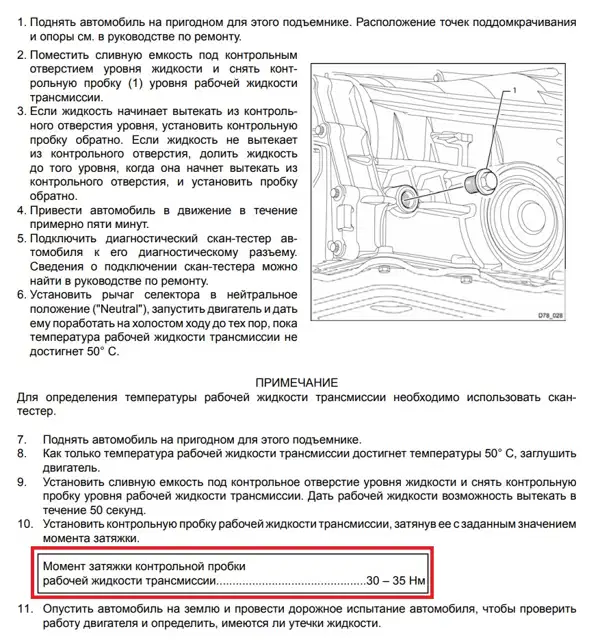 1. Поднять автомобиль на пригодном для этого подъемнике. Расположение точек поддомкрачивания
и опоры см. в руководстве по ремонту.
2. Поместить сливную емкость под контрольным
отверстием уровня жидкости и снять конт-
рольную пробку (1) уровня рабочей жидкости
трансмиссии.
3. Если жидкость начинает вытекать из контроль-
ного отверстия уровня, установить контрольную
пробку обратно. Если жидкость не вытекает
из контрольного отверстия, долить жидкость
до того уровня, когда она начнет вытекать из
контрольного отверстия, и установить пробку
обратно.
4. Привести автомобиль в движение в течение
примерно пяти минут.
5. Подключить диагностический скан-тестер ав-
томобиля к его диагностическому разъему.
Сведения о подключении скан-тестера можно
найти в руководстве по ремонту.
6. Установить рычаг селектора в нейтральное
положение ("Neutral"), запустить двигатель и дать
ему поработать на холостом ходу до тех пор, пока
температура рабочей жидкости трансмиссии не
достигнет 50° С.
1
D78_028
ПРИМЕЧАНИЕ
Для определения температуры рабочей жидкости трансмиссии необходимо использовать скан-
тестер.
7. Поднять автомобиль на пригодном для этого подъемнике.
8. Как только температура рабочей жидкости трансмиссии достигнет температуры 50° С, заглушить
двигатель.
9. Установить сливную емкость под контрольное отверстие уровня жидкости и снять контрольную
пробку уровня рабочей жидкости трансмиссии. Дать рабочей жидкости возможность вытекать в
течение 50 секунд.
10. Установить контрольную пробку рабочей жидкости трансмиссии, затянув ее с заданным значением
момента затяжки.
Момент затяжки контрольной пробки
рабочей жидкости трансмиссии..................................................30 – 35 Нм
11. Опустить автомобиль на землю и провести дорожное испытание автомобиля, чтобы проверить
работу двигателя и определить, имеются ли утечки жидкости.